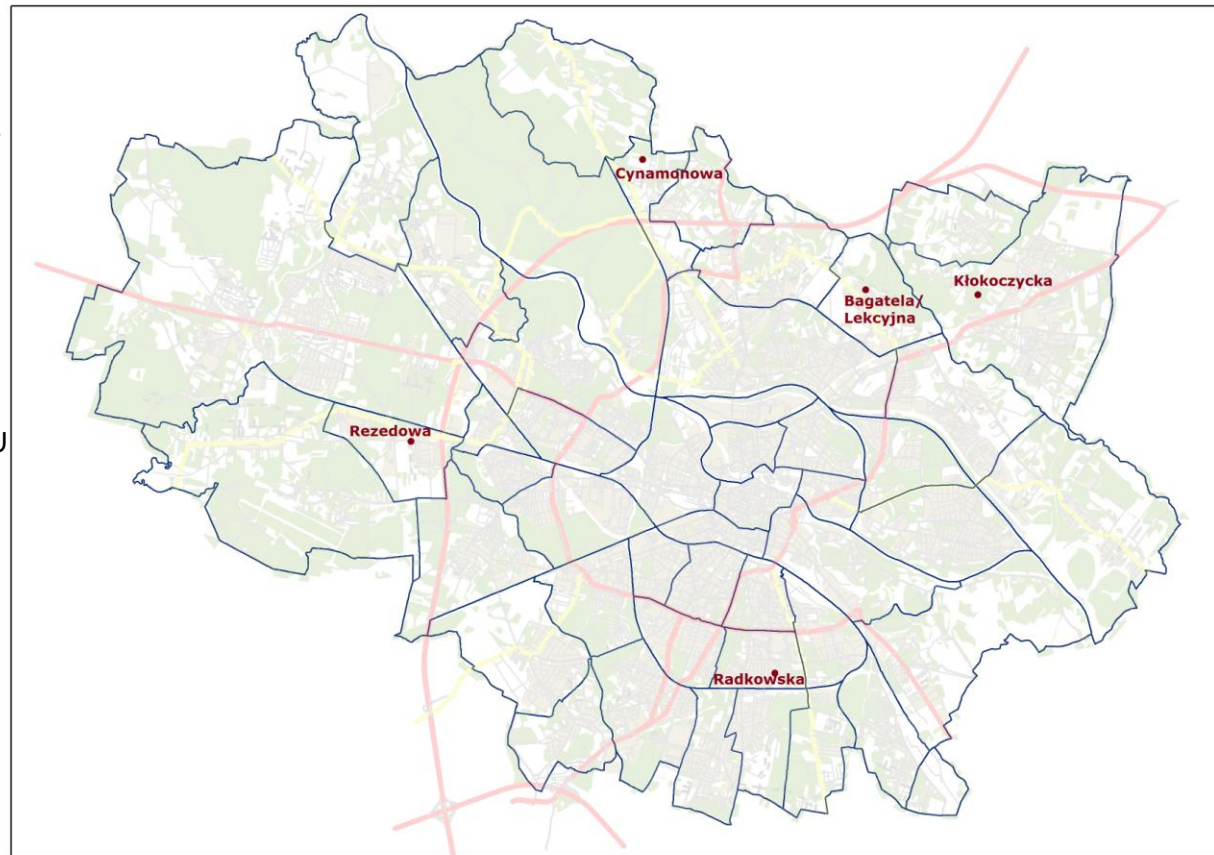 Cynamonowa
Kłokoczycka
Bagatela/
Lekcyjna
Rezedowa
U
Radkowska